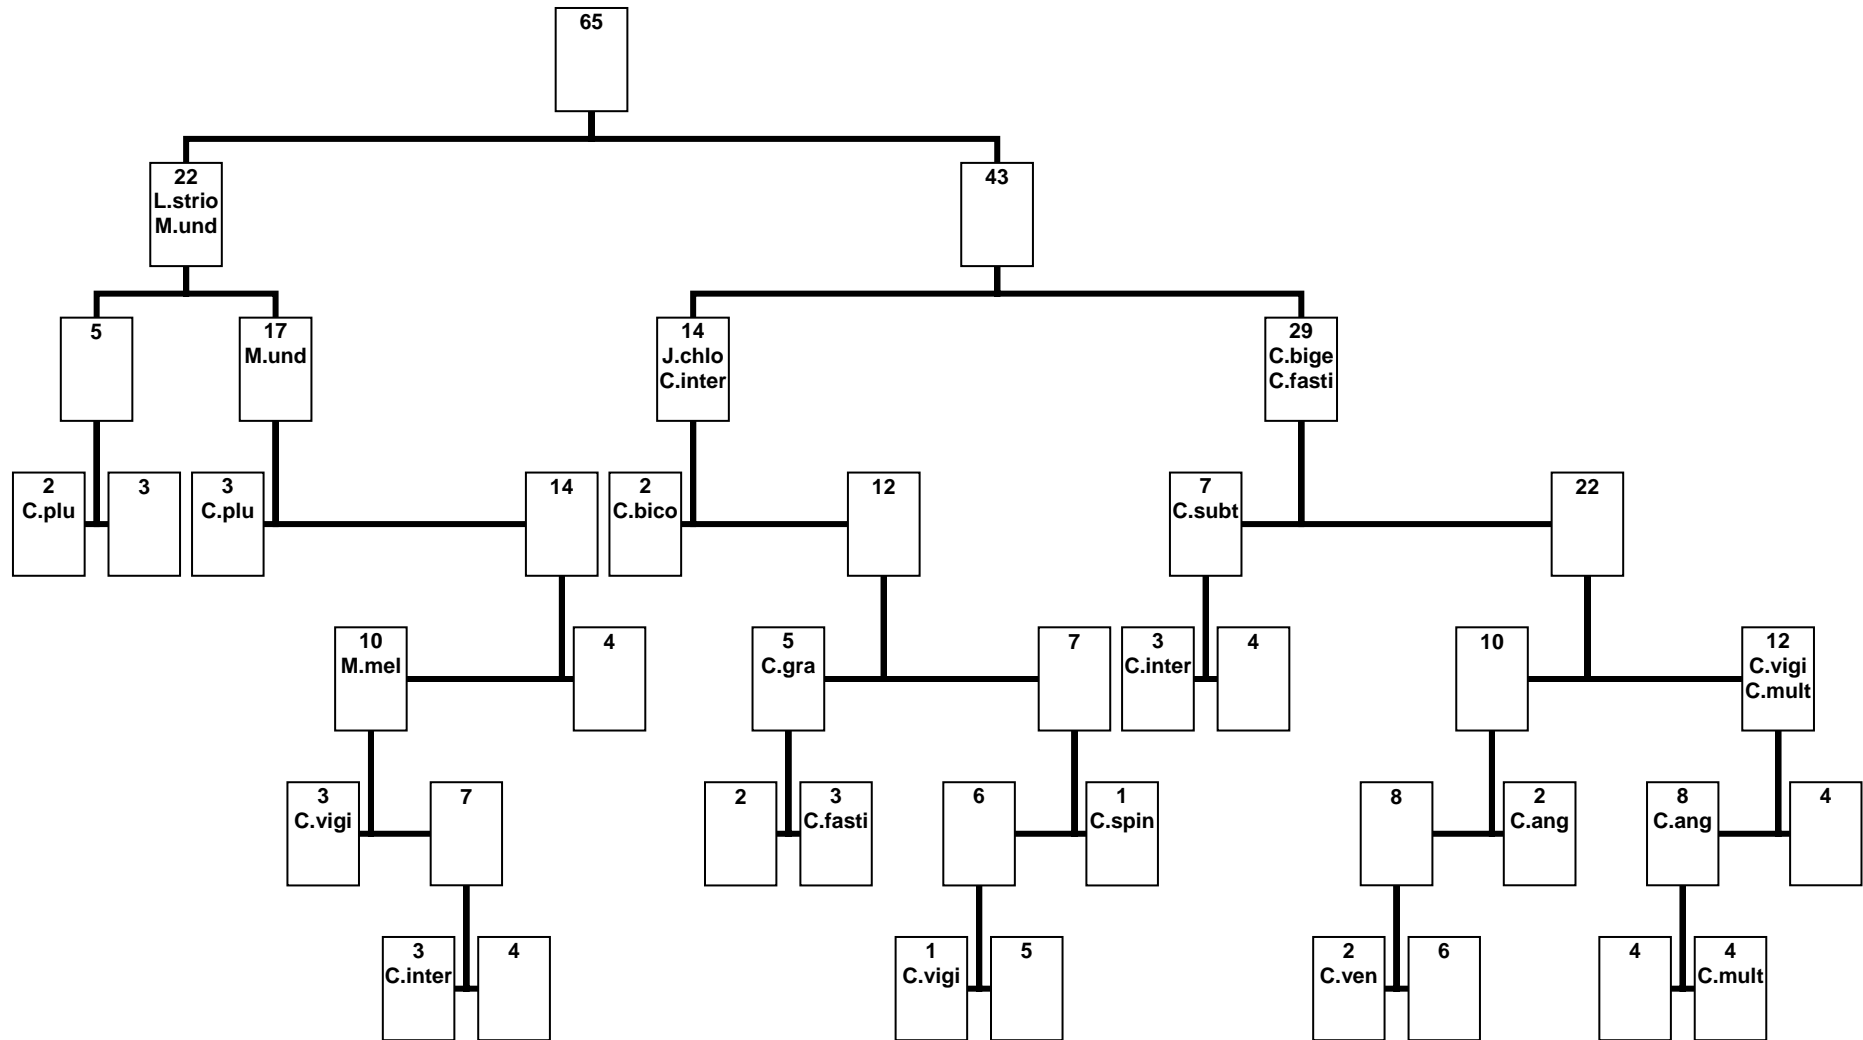 65
22
L.strio
M.und
43
5
17
M.und
14
J.chlo
C.inter
29
C.bige
C.fasti
2
C.plu
3
3
C.plu
14
2
C.bico
12
7
C.subt
22
10
M.mel
4
5
C.gra
7
3
C.inter
4
10
12
C.vigi
C.mult
3
C.vigi
7
2
3
C.fasti
6
1
C.spin
8
2
C.ang
8
C.ang
4
3
C.inter
4
1
C.vigi
5
2
C.ven
6
4
4
C.mult